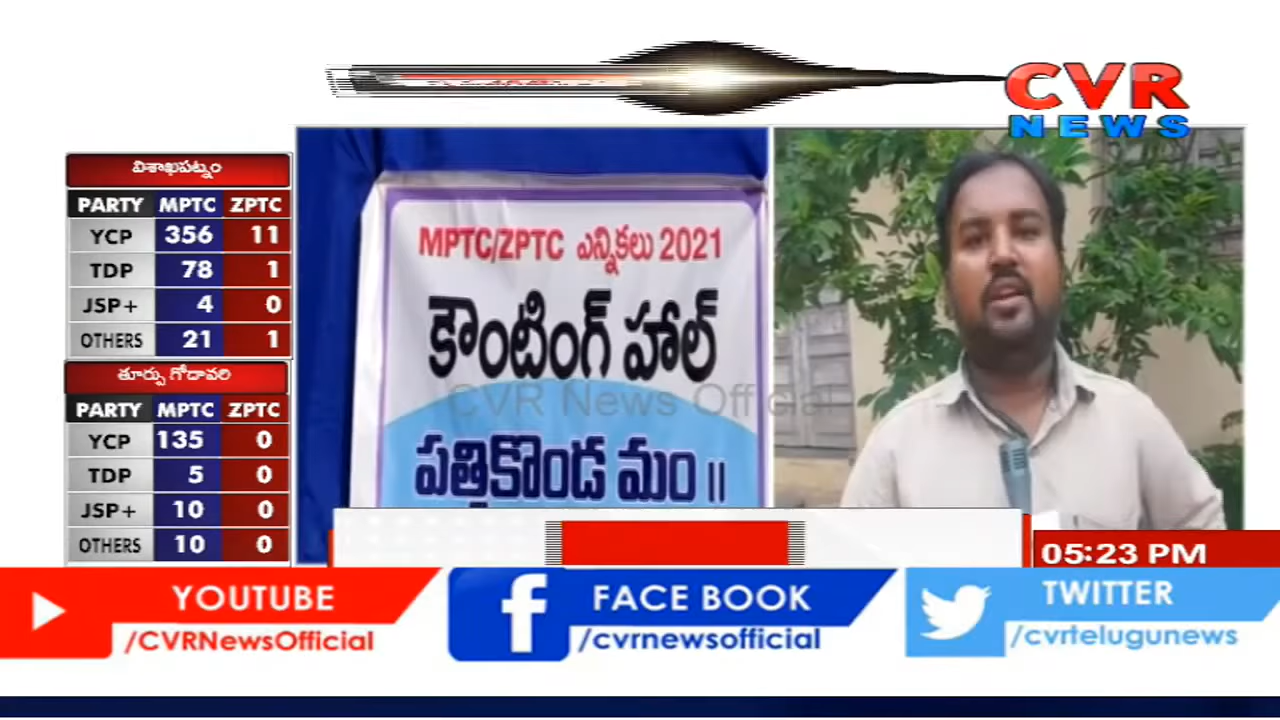 CVR
NEWS
విశాఖపట్నం
PARTY MPTC ZPTC
YCP 356 11
TDP 78 1
JSP+ 4 0
OTHERS 21 1
తూర్పు గోదావరి
PARTY MPTC ZPTC
YCP 135 0
TDP 5 0
JSP+ 10 0
OTHERS 10 0
MPTC/ZPTC ఎన్నికలు 2021
కౌంటింగ్ హాల్
CVR News Official
పత్తికొండ మం॥
05:23 PM
YOUTUBE
/CVRNewsOfficial
FACE BOOK
/cvrnewsofficial
TWITTER
/cvrtelugunews